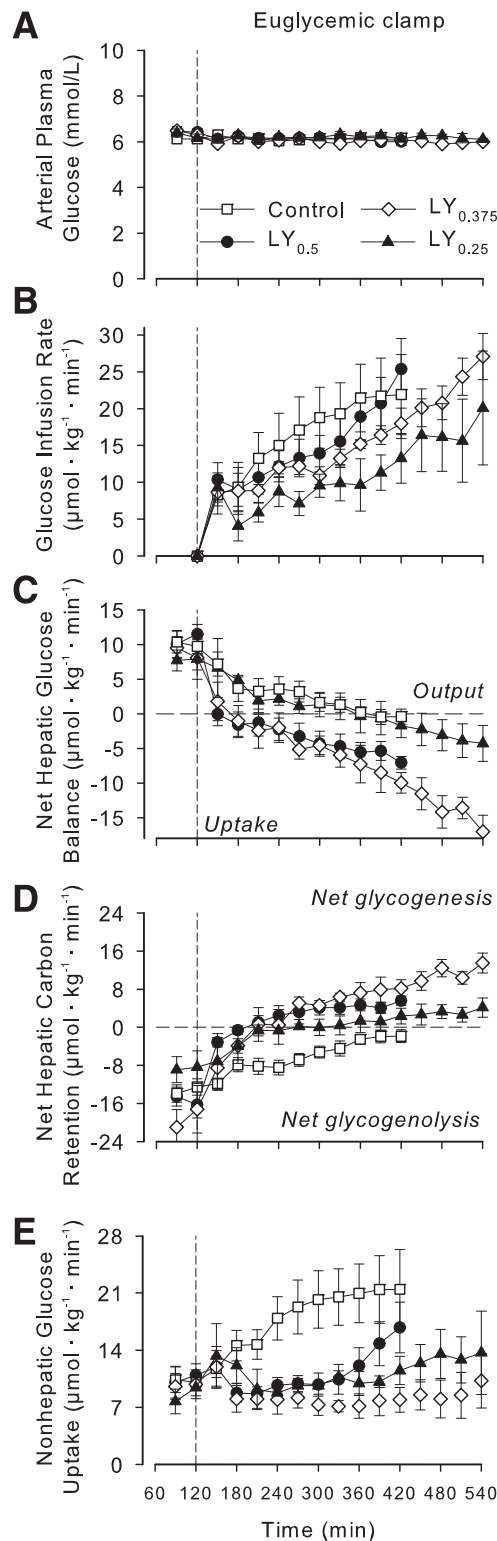 A
Euglycemic clamp
Arterial Plasma
Glucose (mmol/L)
10
8
6
4
2
0
Control
LY0.375
LY0.5
LY0.25
B
Glucose Infusion Rate
(µmol · kg-1 · min-1)
30
25
20
15
10
5
0
C
Net Hepatic Glucose
Balance (µmol · kg-1 · min-1)
15
10
5
0
-5
-10
-15
Output
Uptake
D
Net Hepatic Carbon
Retention (µmol · kg-1 · min-1)
24
16
8
0
-8
-16
-24
Net glycogenesis
Net glycogenolysis
E
Nonhepatic Glucose
Uptake (µmol · kg-1 · min-1)
28
21
14
7
0
60 120 180 240 300 360 420 480 540
Time (min)